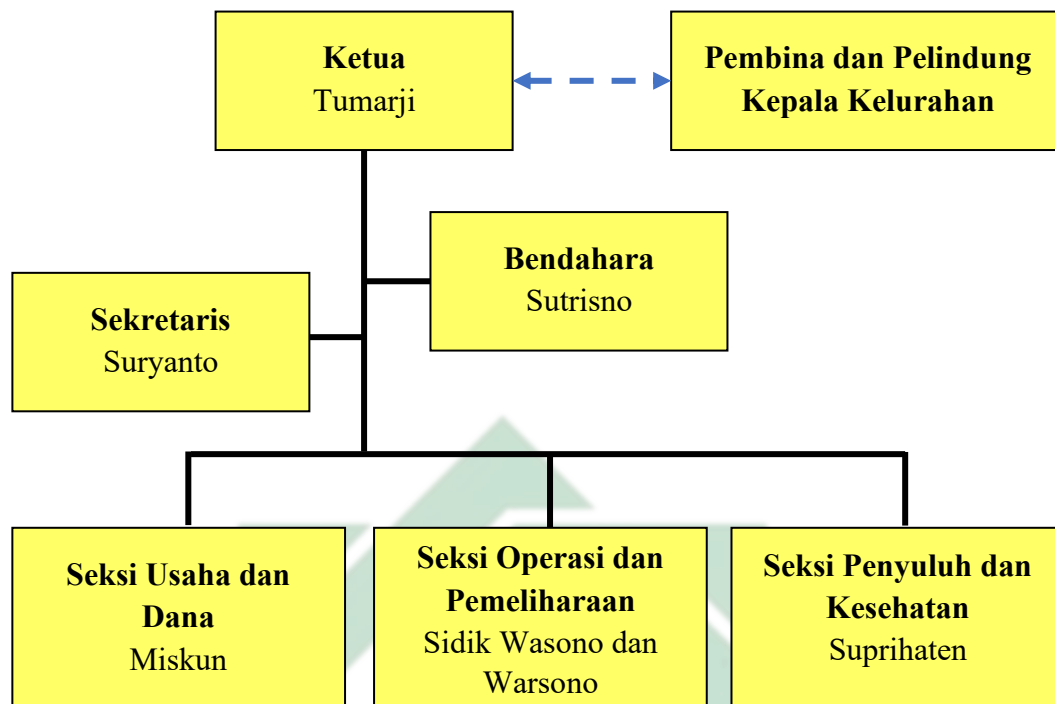 Ketua
Tumarji
Pembina dan Pelindung
Kepala Kelurahan
Bendahara
Sutrisno
Sekretaris
Suryanto
Seksi Usaha dan
Dana
Miskun
Seksi Operasi dan
Pemeliharaan
Sidik Wasono dan
Warsono
Seksi Penyuluh dan
Kesehatan
Suprihaten